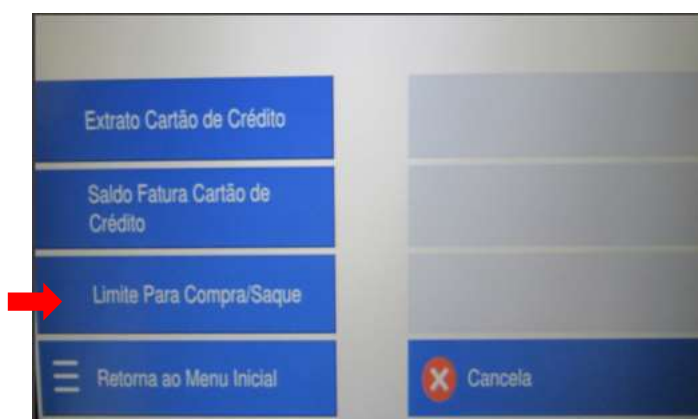 Extrato Cartão de Crédito
Saldo Fatura Cartão de
Crédito
Limite Para Compra/Saque
Retorna ao Menu Inicial
Cancela